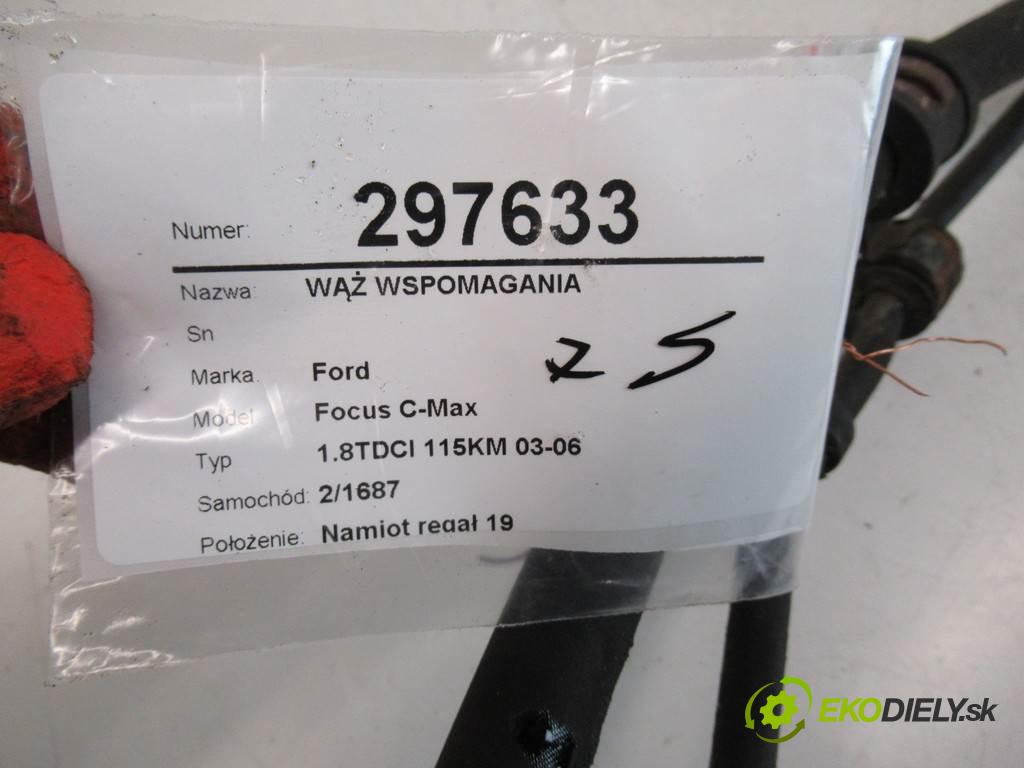 Numer: 297633
Nazwa: WĄŻ WSPOMAGANIA
Sn
Marka Ford
Model Focus C-Max
Typ 1.8TDCI 115KM 03-06
Samochód: 2/1687
Położenie: Namiot regał 19
EKODIELY.sk